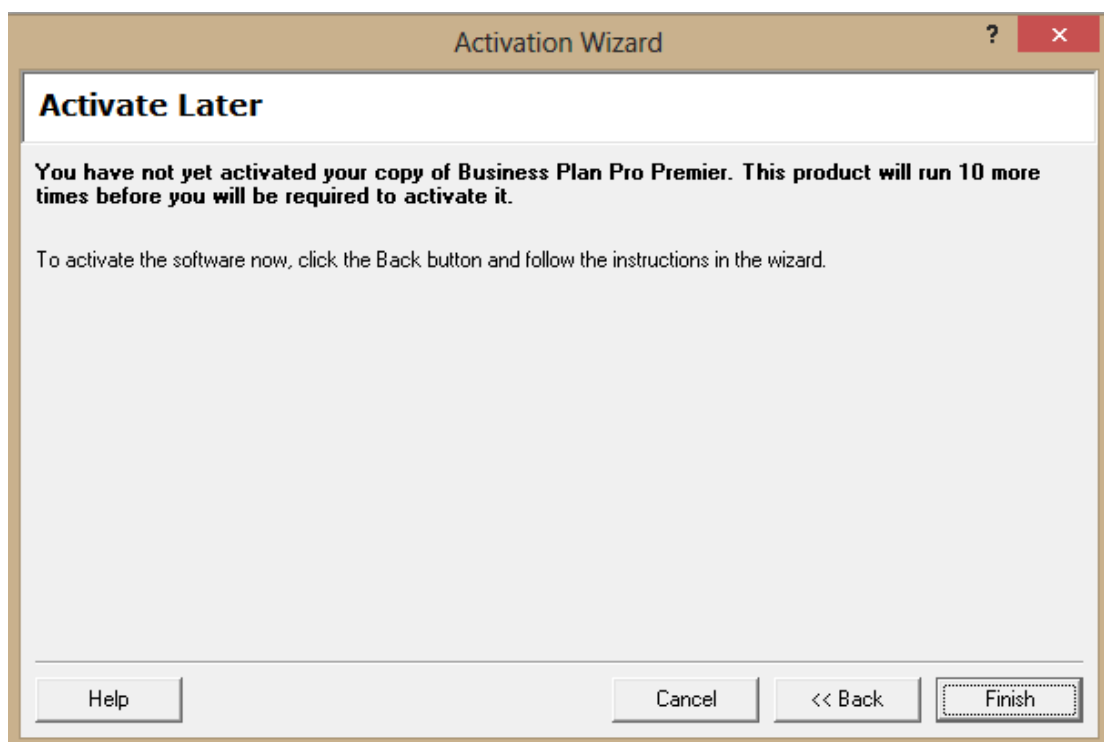 Activation Wizard
?
×
Activate Later
You have not yet activated your copy of Business Plan Pro Premier. This product will run 10 more
times before you will be required to activate it.
To activate the software now, click the Back button and follow the instructions in the wizard.
Help
Cancel
<< Back
Finish